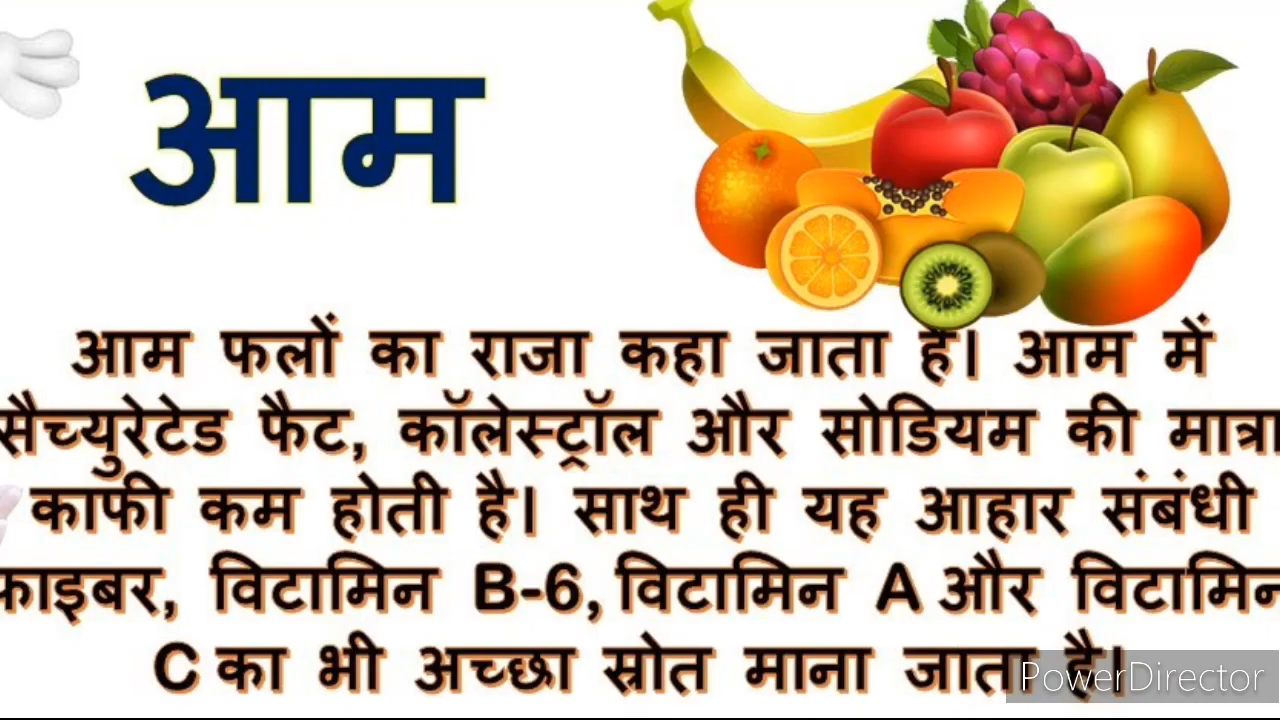 आम
आम फलों का राजा कहा जाता है। आम में
सैच्युरेटेड फैट, कॉलेस्ट्रॉल और सोडियम की मात्रा
काफी कम होती है। साथ ही यह आहार संबंधी
फाइबर, विटामिन B-6, विटामिन A और विटामिन
C का भी अच्छा स्रोत माना जाता है।
PowerDirector